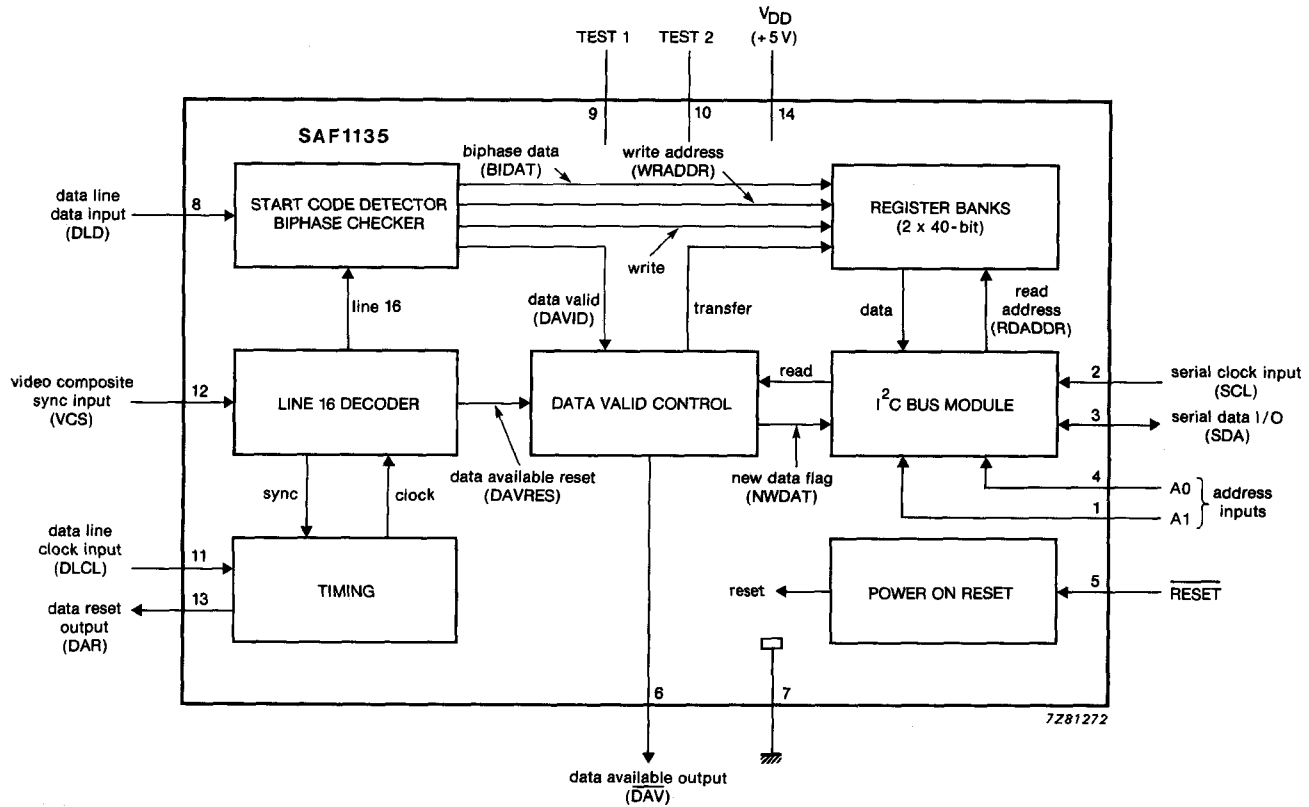 TEST 1
TEST 2
VDD
(+5 V)
9
10
14
SAF1135
biphase data
(BIDAT)
write address
(WRADDR)
data line
data input
(DLD)
8
START CODE DETECTOR
BIPHASE CHECKER
REGISTER BANKS
(2 x 40-bit)
write
line 16
data valid
(DAVID)
transfer
data
read
address
(RDADDR)
video composite
sync input
(VCS)
12
LINE 16 DECODER
DATA VALID CONTROL
read
I²C BUS MODULE
2
serial clock input
(SCL)
3
serial data I/O
(SDA)
sync
clock
data available reset
(DAVRES)
new data flag
(NWDAT)
4
A0
1
A1
address
inputs
data line
clock input
(DLCL)
11
13
data reset
output
(DAR)
TIMING
reset
POWER ON RESET
5
RESET
6
7
7Z81272
data available output
(DAV)